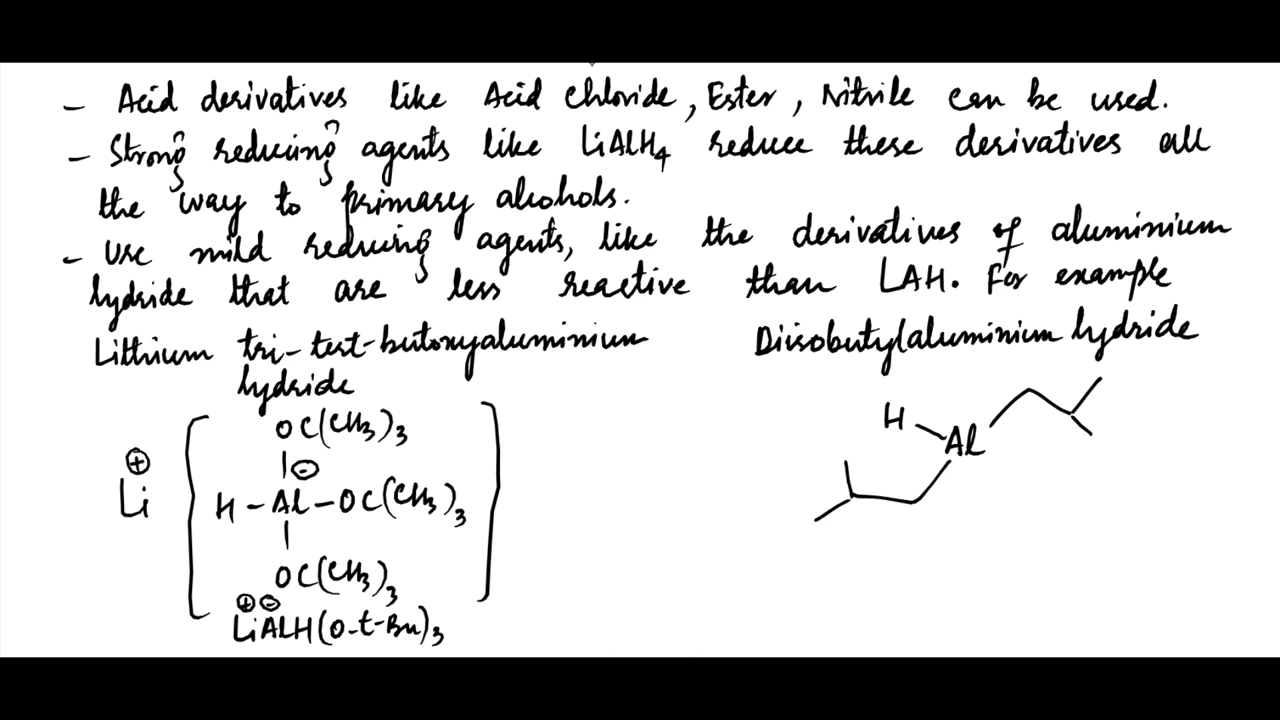 - Acid derivatives like Acid Chloride, Ester, Nitrile can be used.
- Strong reducing agents like LiAlH4 reduce these derivatives all
the way to primary alcohols.
- Use mild reducing agents, like the derivatives of aluminium
hydride that are less reactive than LAH. For example
Lithium tri-tert-butoxyaluminium
hydride
Diisobutylaluminium hydride
OC(CH3)3
⊕
Li
⊖
H-Al-OC(CH3)3
OC(CH3)3
⊕⊖
LiAlH(O-t-Bu)3
H
Al